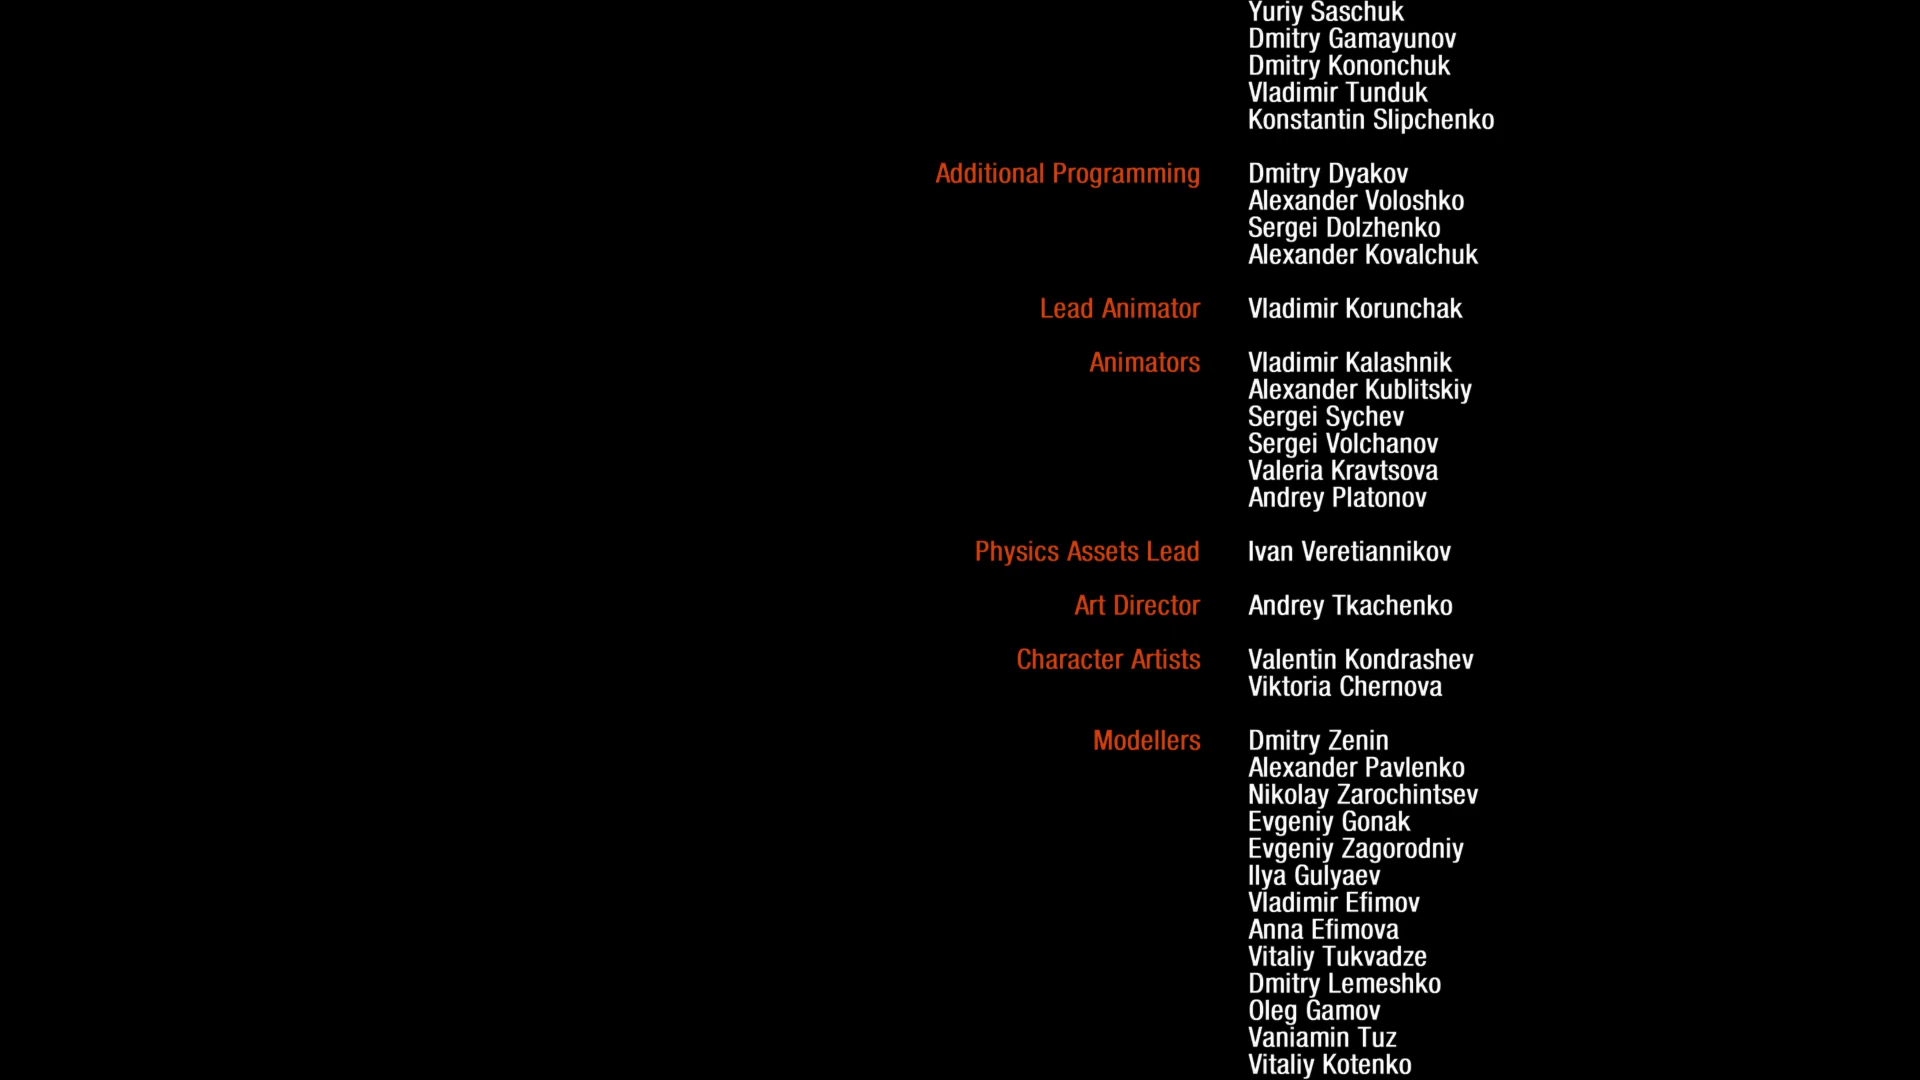 Yuriy Saschuk
Dmitry Gamayunov
Dmitry Kononchuk
Vladimir Tunduk
Konstantin Slipchenko
Additional Programming Dmitry Dyakov
Alexander Voloshko
Sergei Dolzhenko
Alexander Kovalchuk
Lead Animator Vladimir Korunchak
Animators Vladimir Kalashnik
Alexander Kublitskiy
Sergei Sychev
Sergei Volchanov
Valeria Kravtsova
Andrey Platonov
Physics Assets Lead Ivan Veretiannikov
Art Director Andrey Tkachenko
Character Artists Valentin Kondrashev
Viktoria Chernova
Modellers Dmitry Zenin
Alexander Pavlenko
Nikolay Zarochintsev
Evgeniy Gonak
Evgeniy Zagorodniy
Ilya Gulyaev
Vladimir Efimov
Anna Efimova
Vitaliy Tukvadze
Dmitry Lemeshko
Oleg Gamov
Vaniamin Tuz
Vitaliy Kotenko